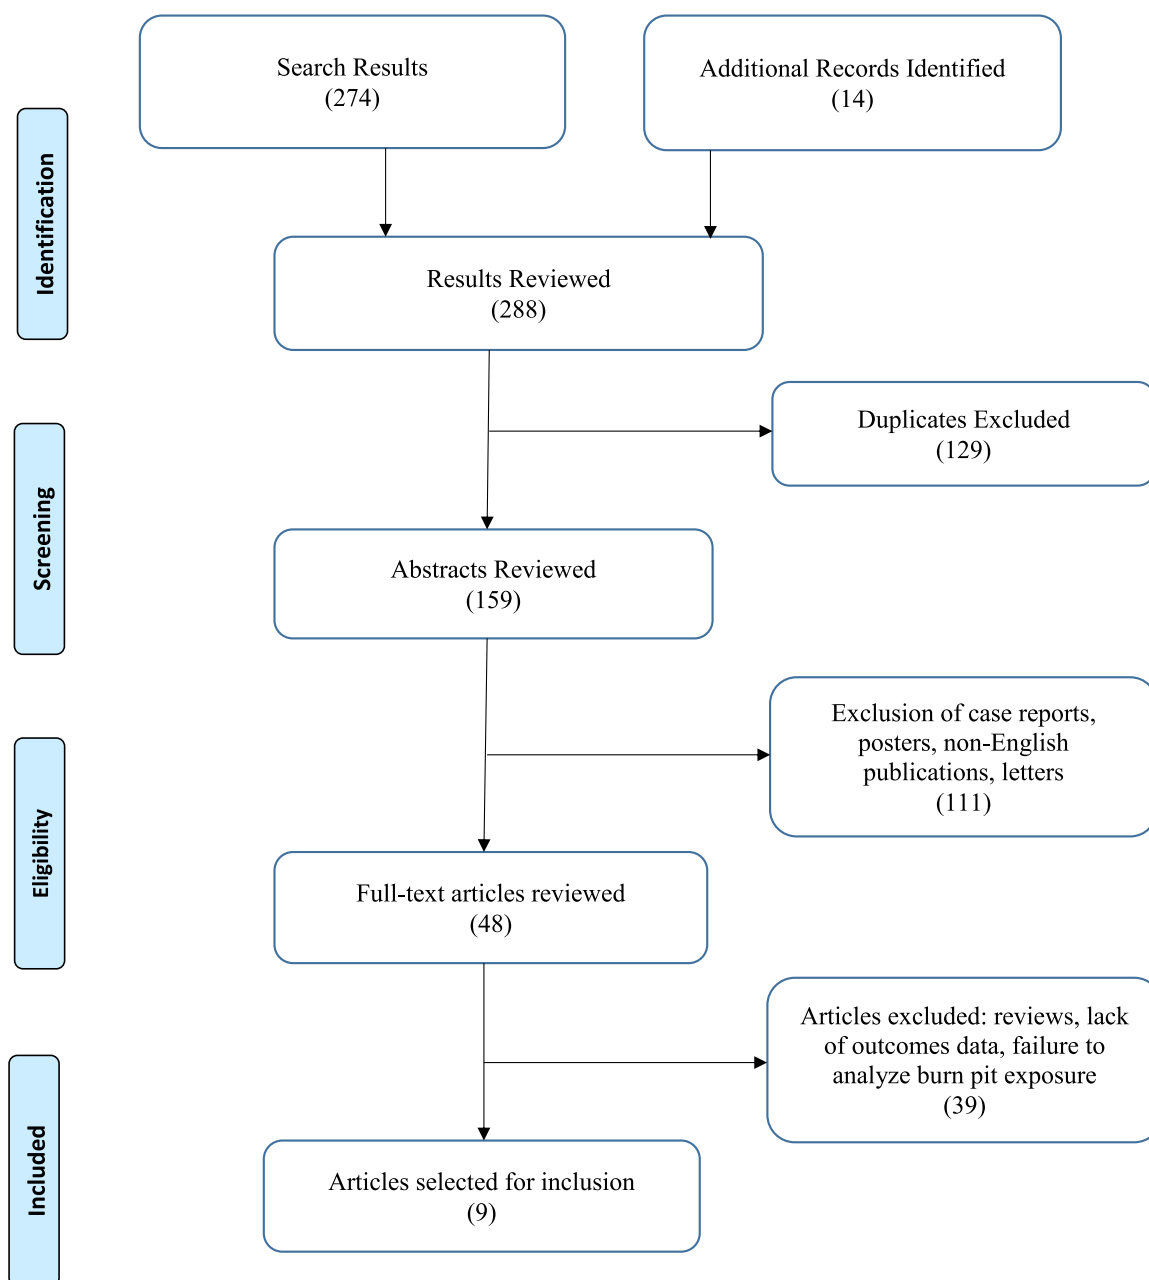 Search Results
(274)
Additional Records Identified
(14)
Identification
Results Reviewed
(288)
Duplicates Excluded
(129)
Screening
Abstracts Reviewed
(159)
Exclusion of case reports,
posters, non-English
publications, letters
(111)
Eligibility
Full-text articles reviewed
(48)
Articles excluded: reviews, lack
of outcomes data, failure to
analyze burn pit exposure
(39)
Included
Articles selected for inclusion
(9)